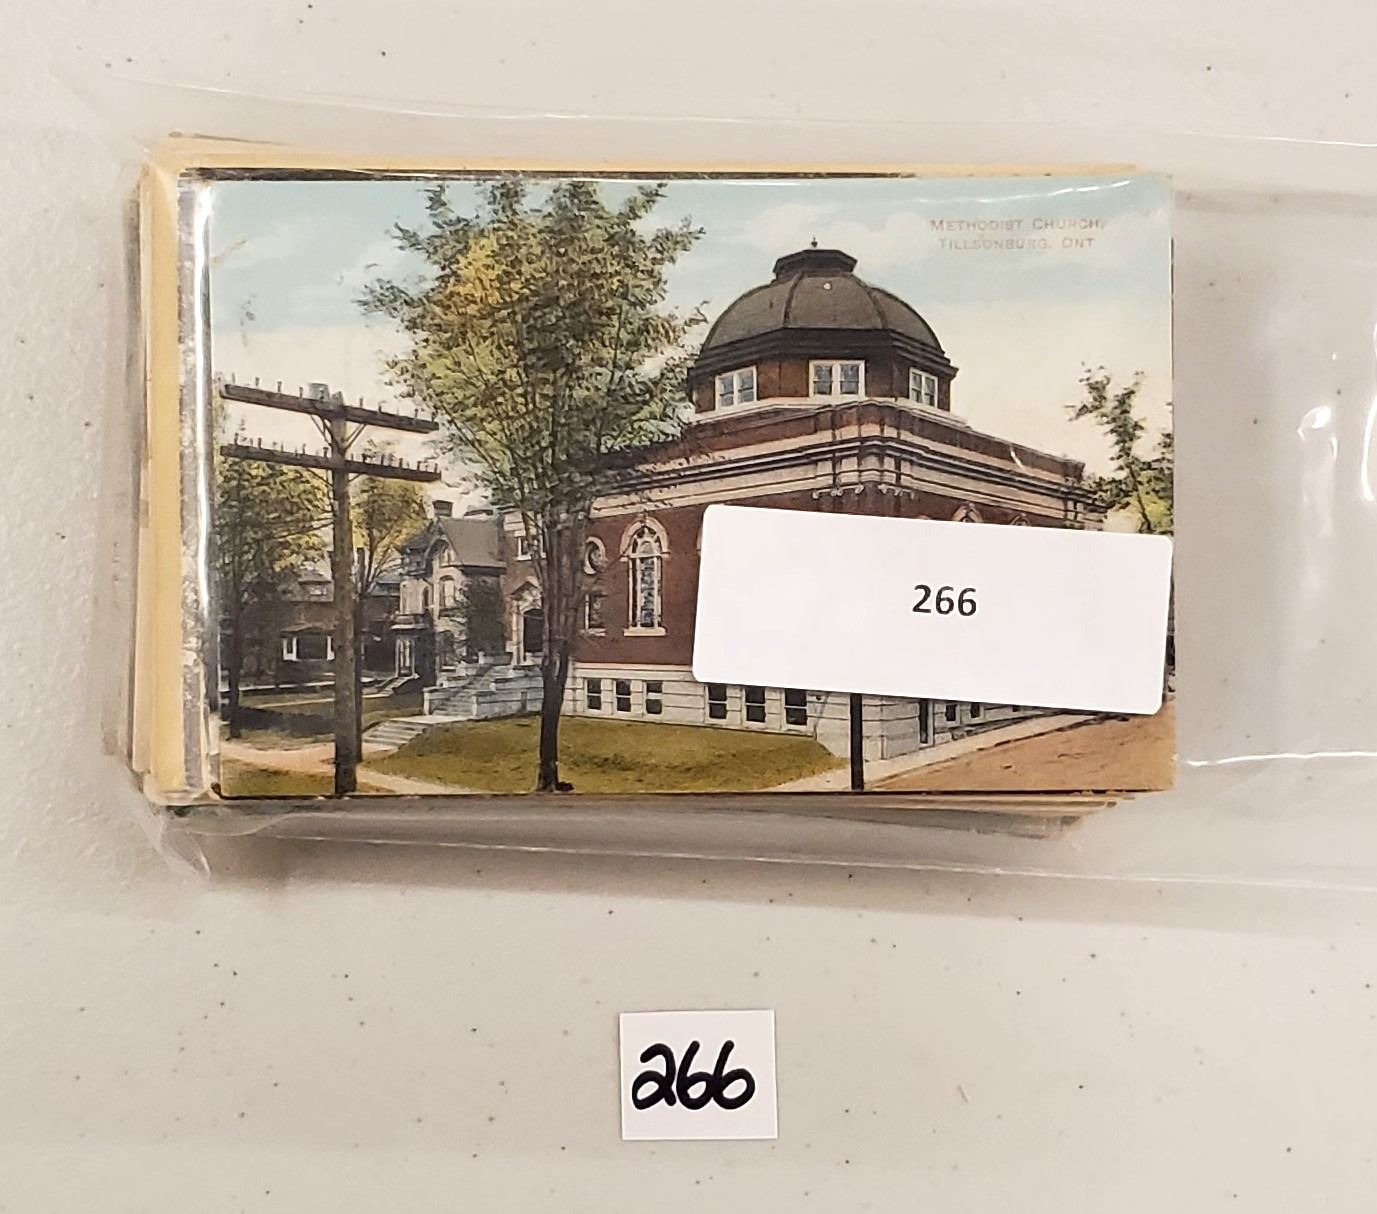 METHODIST CHURCH,
TILLSONBURG, ONT
266
266